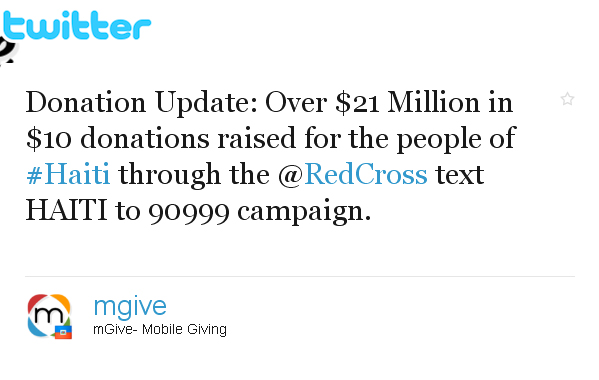 twitter
Donation Update: Over $21 Million in
$10 donations raised for the people of
#Haiti through the @RedCross text
HAITI to 90999 campaign.
m
mgive
mGive- Mobile Giving